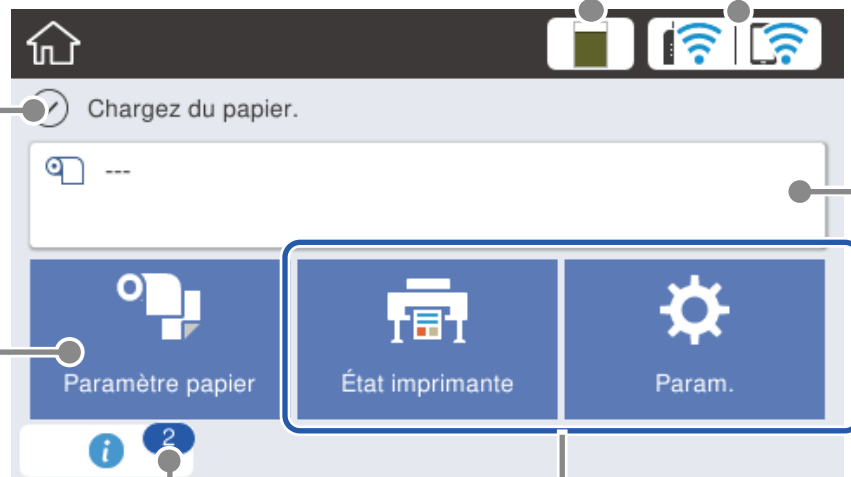 Chargez du papier.
---
Paramètre papier
État imprimante
Param.
i
2